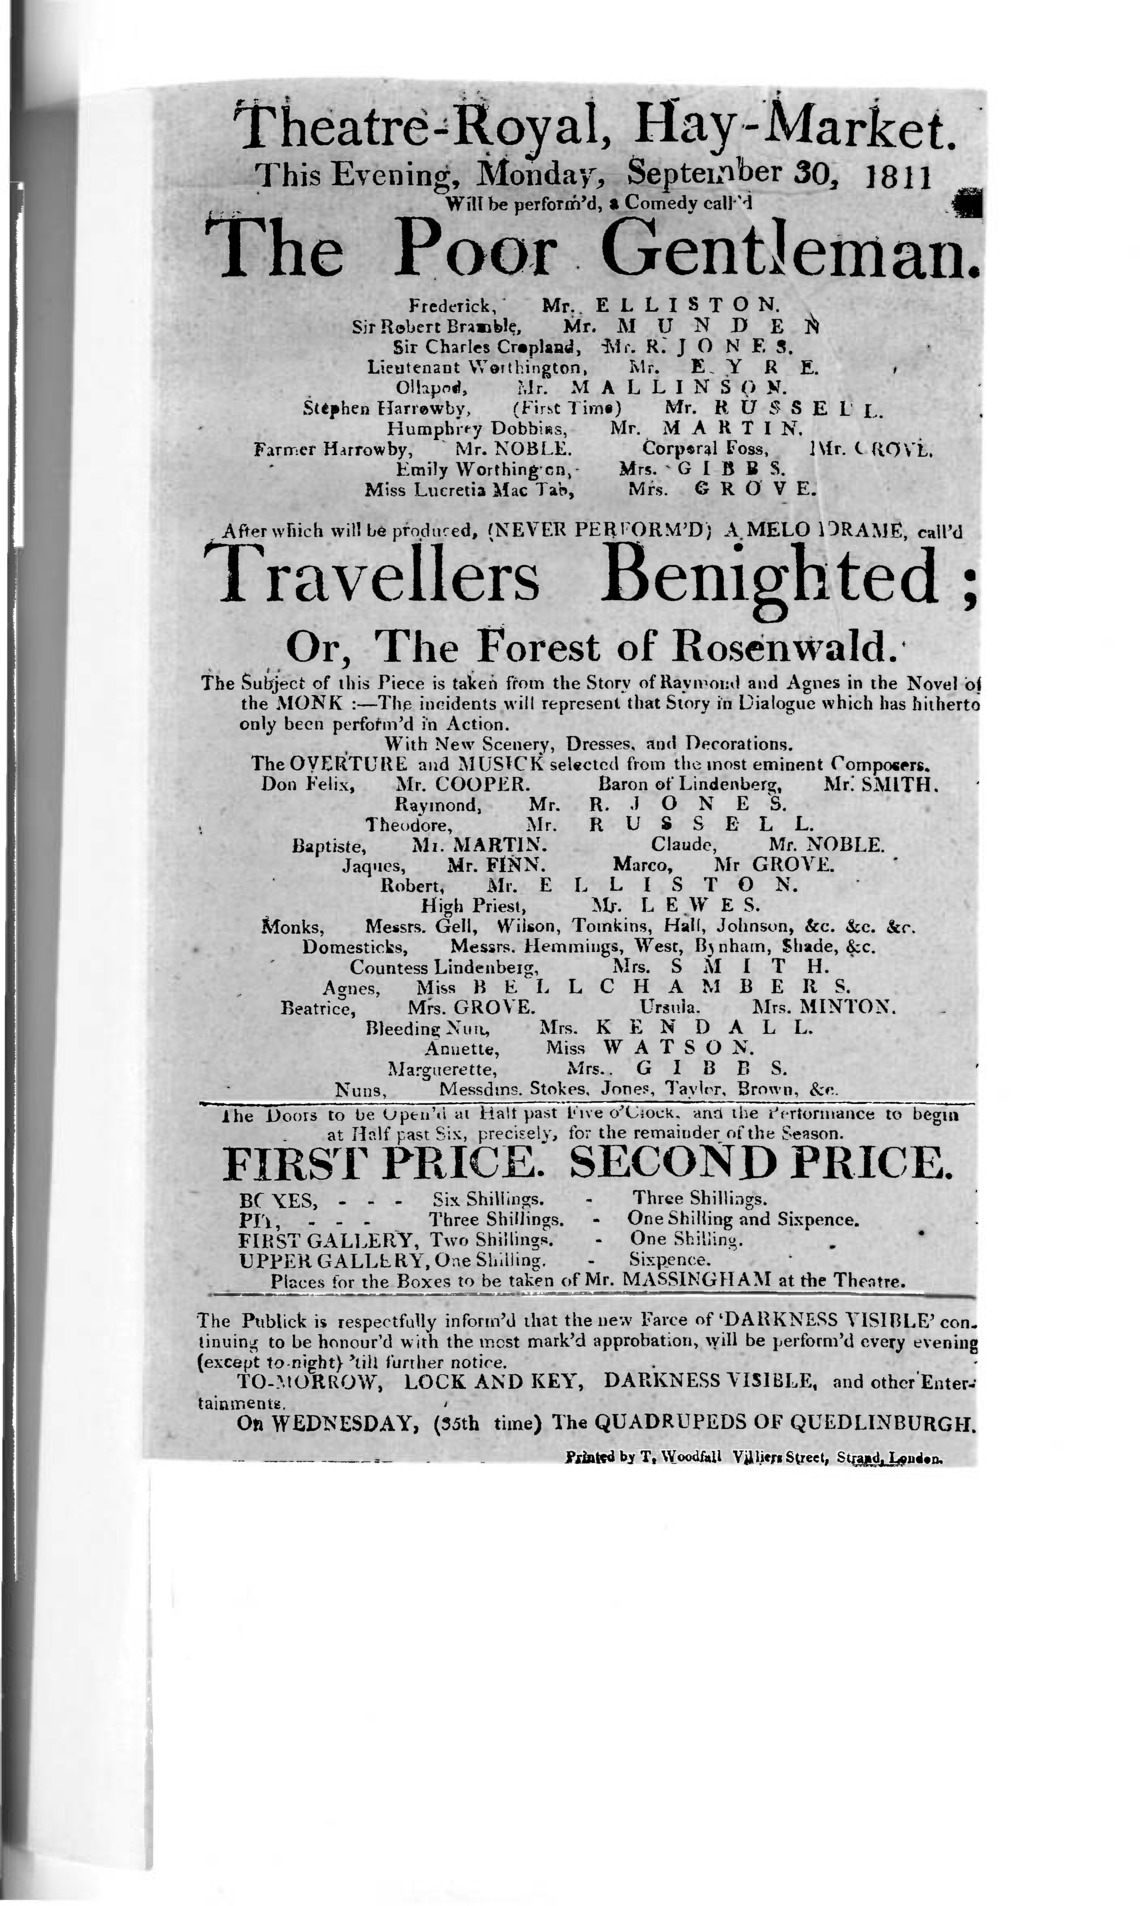 Theatre-Royal, Hay-Market.
This Evening, Monday, September 30, 1811
Will be perform'd, a Comedy call'd
The Poor Gentleman.
Frederick, Mr. ELLISTON.
Sir Robert Bramble, Mr. MUNDEN
Sir Charles Cropland, Mr. R. JONES.
Lieutenant Worthington, Mr. EYRE.
Ollapod, Mr. MALLINSON.
Stephen Harrowby, (First Time) Mr. RUSSELL.
Humphrey Dobbins, Mr. MARTIN.
Farmer Harrowby, Mr. NOBLE. Corporal Foss, Mr. GROVE.
Emily Worthington, Mrs. GIBBS.
Miss Lucretia Mac Tab, Mrs. GROVE.
After which will be produced, (NEVER PERFORM'D) A MELO DRAME, call'd
Travellers Benighted;
Or, The Forest of Rosenwald.
The Subject of this Piece is taken from the Story of Raymond and Agnes in the Novel of
the MONK :—The incidents will represent that Story in Dialogue which has hitherto
only been perform'd in Action.
With New Scenery, Dresses, and Decorations.
The OVERTURE and MUSICK selected from the most eminent Composers.
Don Felix, Mr. COOPER. Baron of Lindenberg, Mr. SMITH.
Raymond, Mr. R. JONES.
Theodore, Mr. RUSSELL.
Baptiste, Mr. MARTIN. Claude, Mr. NOBLE.
Jaques, Mr. FINN. Marco, Mr GROVE.
Robert, Mr. ELLISTON.
High Priest, Mr. LEWES.
Monks, Messrs. Gell, Wilson, Tomkins, Hall, Johnson, &c. &c. &c.
Domesticks, Messrs. Hemmings, West, Bynham, Shade, &c.
Countess Lindenberg, Mrs. SMITH.
Agnes, Miss BELLCHAMBERS.
Beatrice, Mrs. GROVE. Ursula. Mrs. MINTON.
Bleeding Nun, Mrs. KENDALL.
Annette, Miss WATSON.
Marguerette, Mrs. GIBBS.
Nuns, Messdms. Stokes, Jones, Tayler, Brown, &c.
The Doors to be Open'd at Half past Five o'Clock, and the Performance to begin
at Half past Six, precisely, for the remainder of the Season.
FIRST PRICE. SECOND PRICE.
BOXES, - - - Six Shillings. - Three Shillings.
PIT, - - - Three Shillings. - One Shilling and Sixpence.
FIRST GALLERY, Two Shillings. - One Shilling.
UPPER GALLERY, One Shilling. - Sixpence.
Places for the Boxes to be taken of Mr. MASSINGHAM at the Theatre.
The Publick is respectfully inform'd that the new Farce of 'DARKNESS VISIBLE' con-
tinuing to be honour'd with the most mark'd approbation, will be perform'd every evening
(except to-night) 'till further notice.
TO-MORROW, LOCK AND KEY, DARKNESS VISIBLE, and other Enter-
tainments.
On WEDNESDAY, (35th time) The QUADRUPEDS OF QUEDLINBURGH.
Printed by T. Woodfall Villiers Street, Strand, London.